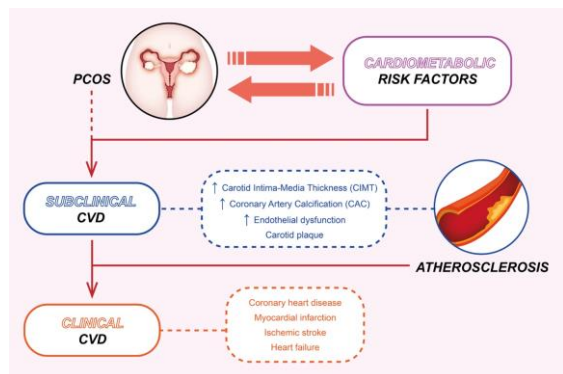 PCOS
CARDIOMETABOLIC
RISK FACTORS
SUBCLINICAL
CVD
↑ Carotid Intima-Media Thickness (CIMT)
↑ Coronary Artery Calcification (CAC)
↑ Endothelial dysfunction
Carotid plaque
ATHEROSCLEROSIS
CLINICAL
CVD
Coronary heart disease
Myocardial infarction
Ischemic stroke
Heart failure